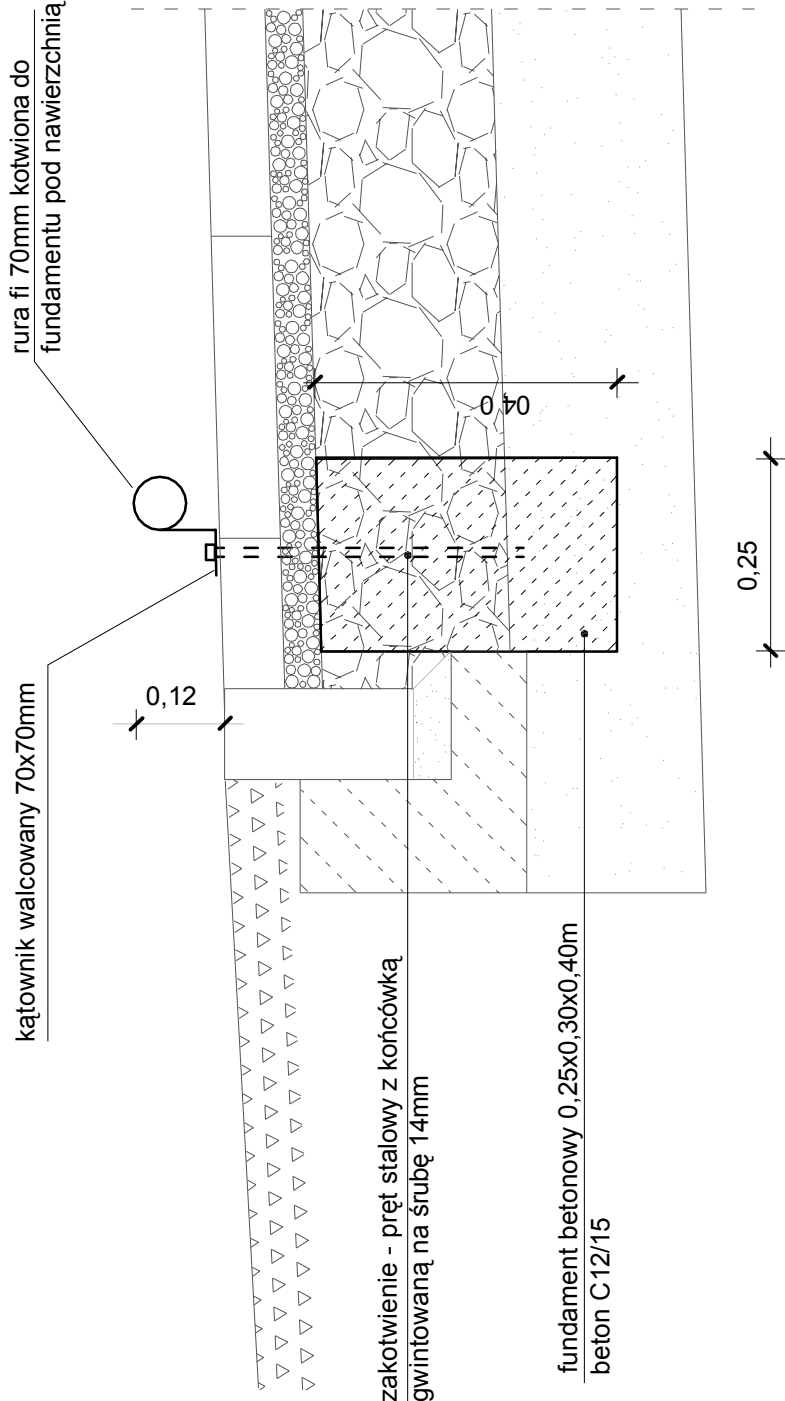 rura fi 70mm kotwiona do
fundamentu pod nawierzchnią
kątownik walcowany 70x70mm
0,12
0,40
0,25
zakotwienie - pręt stalowy z końcówką
gwintowaną na śrubę 14mm
fundament betonowy 0,25x0,30x0,40m
beton C12/15